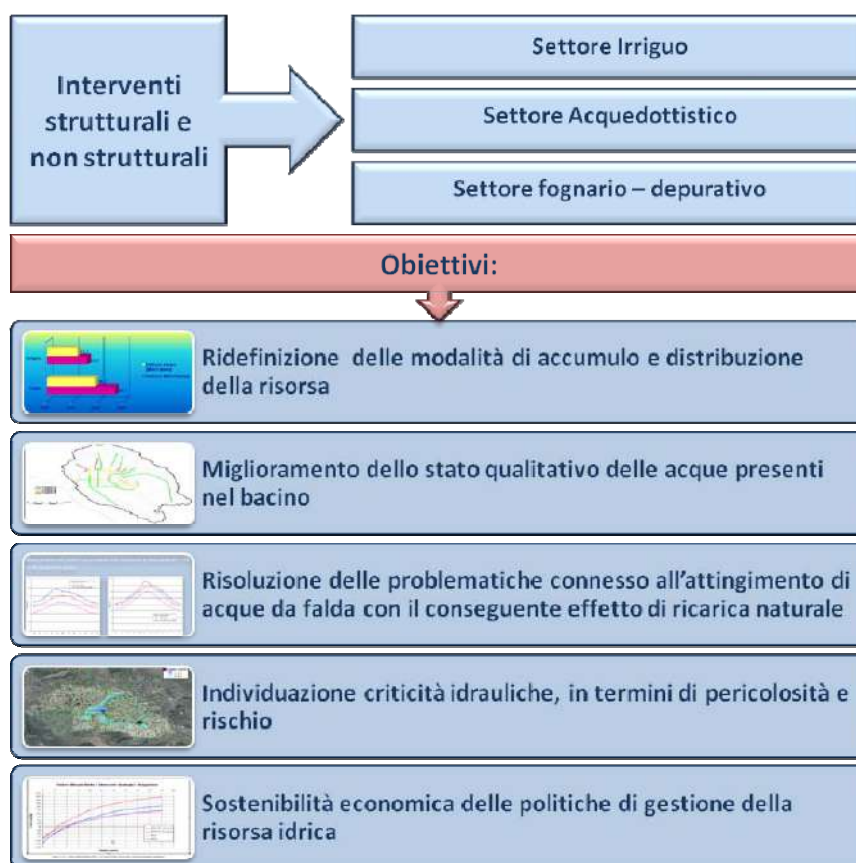 Interventi
strutturali e
non strutturali
Settore Irriguo
Settore Acquedottistico
Settore fognario – depurativo
Obiettivi:
Ridefinizione delle modalità di accumulo e distribuzione
della risorsa
Miglioramento dello stato qualitativo delle acque presenti
nel bacino
Risoluzione delle problematiche connesso all'attingimento di
acque da falda con il conseguente effetto di ricarica naturale
Individuazione criticità idrauliche, in termini di pericolosità e
rischio
Sostenibilità economica delle politiche di gestione della
risorsa idrica